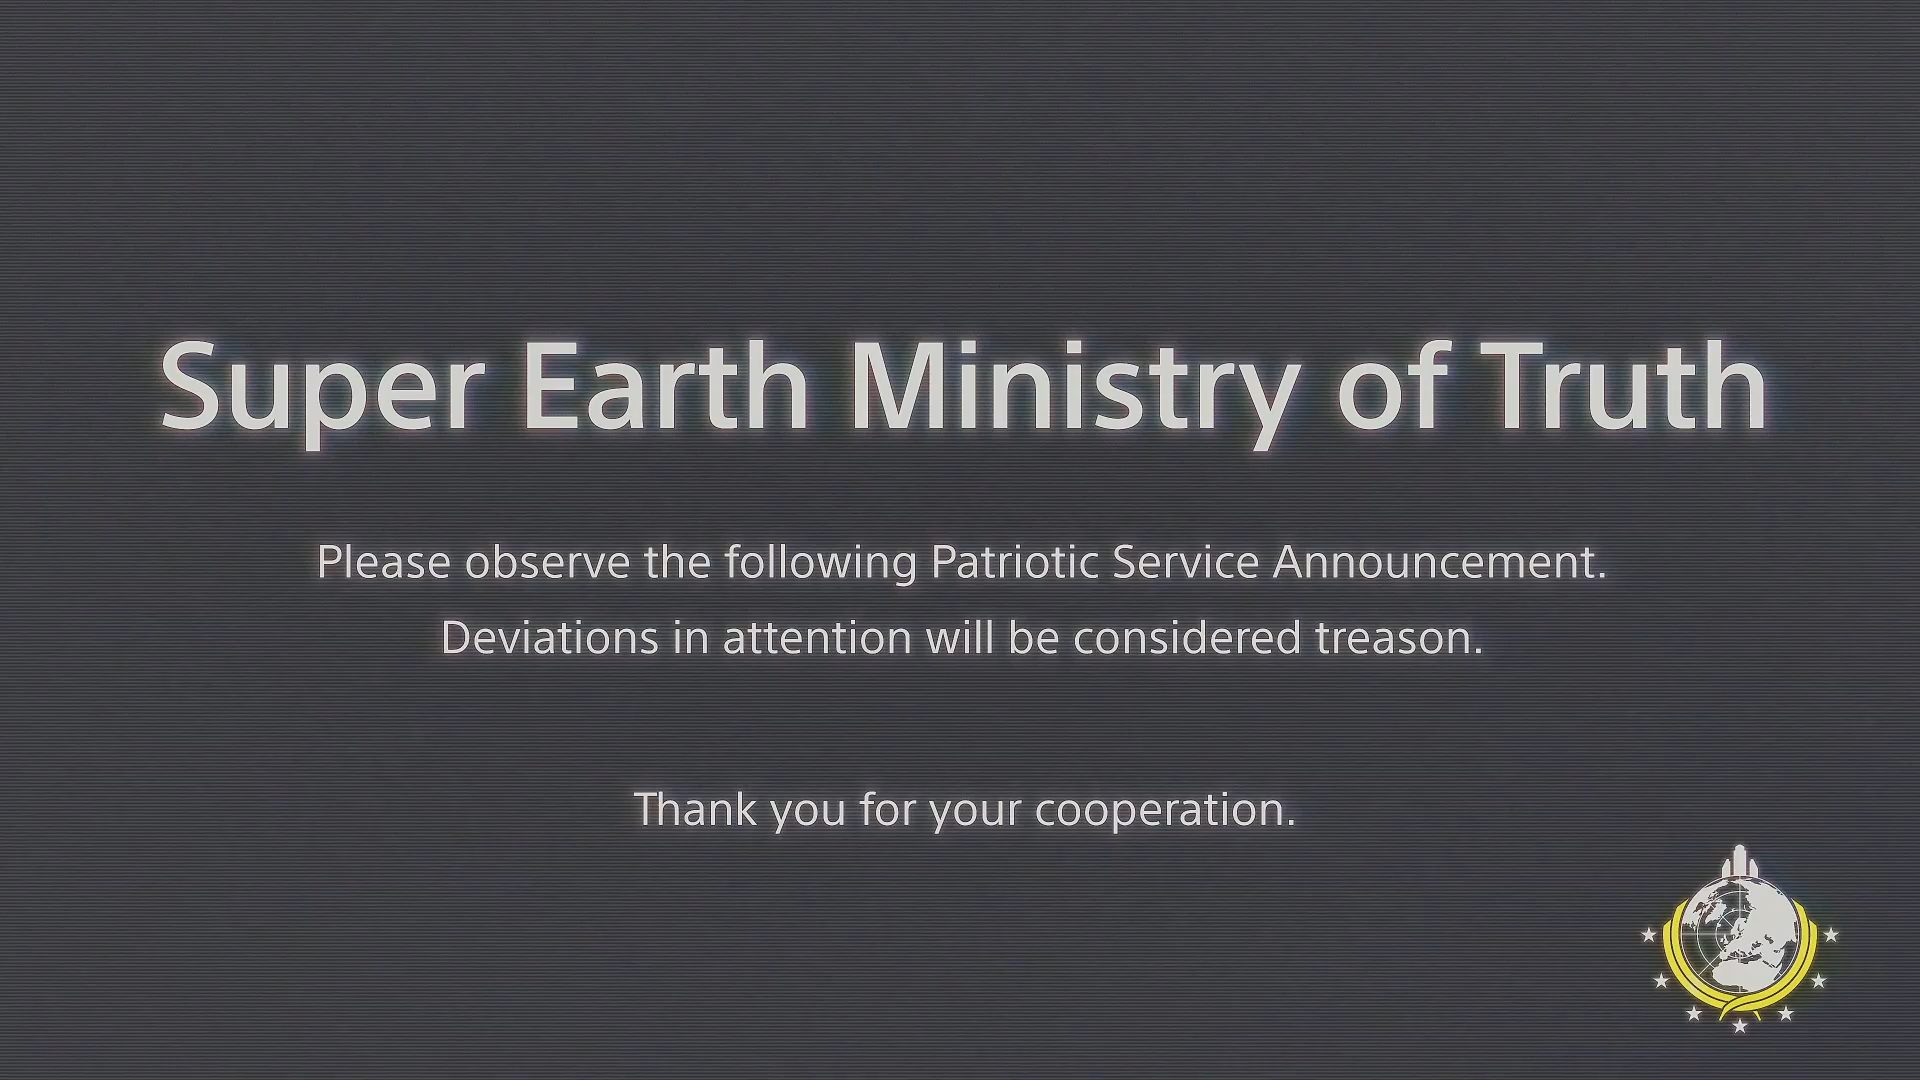 Super Earth Ministry of Truth
Please observe the following Patriotic Service Announcement.
Deviations in attention will be considered treason.
Thank you for your cooperation.